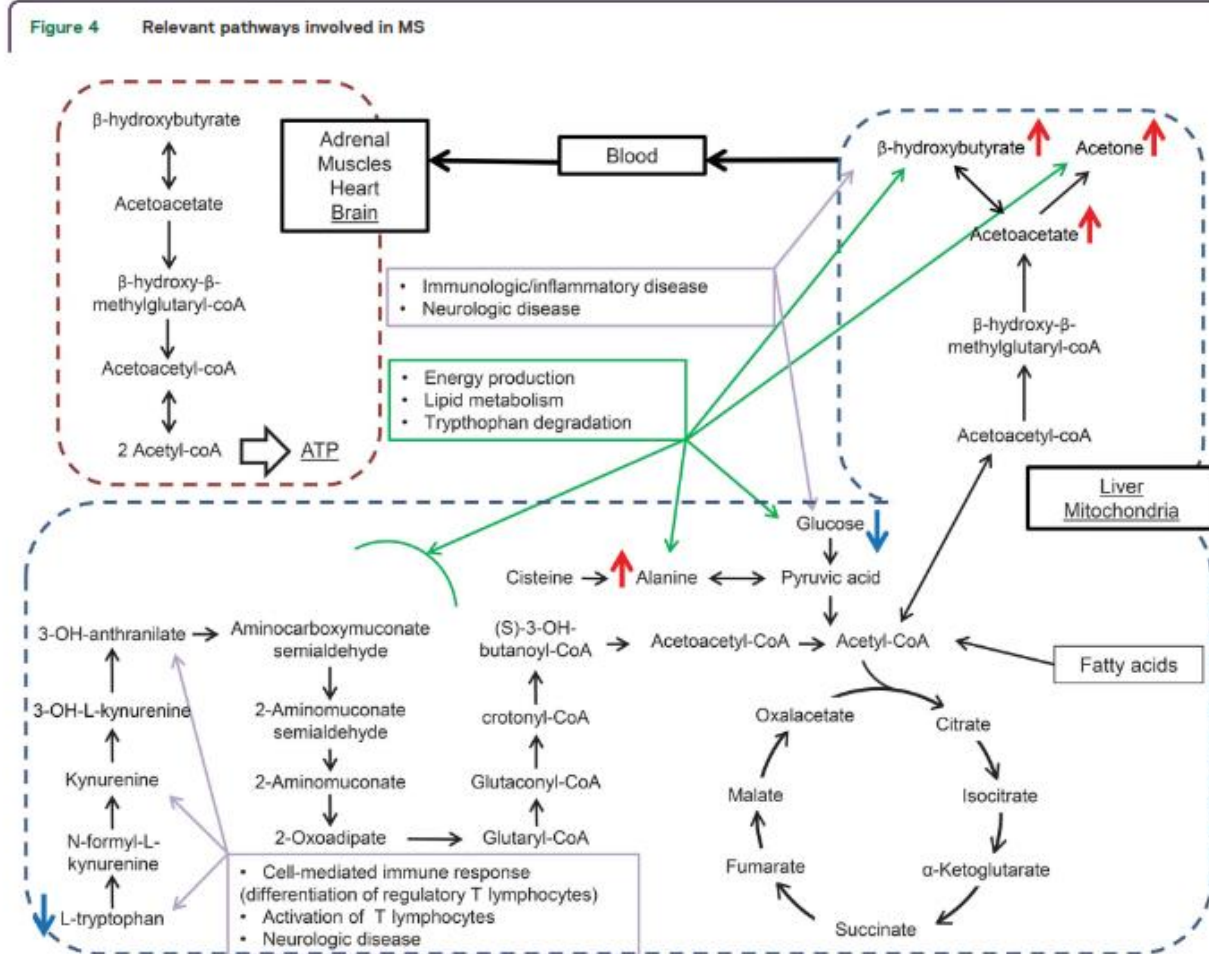 Figure 4 Relevant pathways involved in MS
β-hydroxybutyrate
Acetoacetate
β-hydroxy-β-
methylglutaryl-coA
Acetoacetyl-coA
2 Acetyl-coA
ATP
Adrenal
Muscles
Heart
Brain
Blood
β-hydroxybutyrate
Acetone
Acetoacetate
β-hydroxy-β-
methylglutaryl-coA
Acetoacetyl-coA
Liver
Mitochondria
• Immunologic/inflammatory disease
• Neurologic disease
• Energy production
• Lipid metabolism
• Trypthophan degradation
Glucose
Cisteine
Alanine
Pyruvic acid
3-OH-anthranilate
3-OH-L-kynurenine
Kynurenine
N-formyl-L-
kynurenine
L-tryptophan
Aminocarboxymuconate
semialdehyde
2-Aminomuconate
semialdehyde
2-Aminomuconate
2-Oxoadipate
(S)-3-OH-
butanoyl-CoA
crotonyl-CoA
Glutaconyl-CoA
Glutaryl-CoA
Acetoacetyl-CoA
Acetyl-CoA
Fatty acids
Oxalacetate
Citrate
Malate
Isocitrate
Fumarate
α-Ketoglutarate
Succinate
• Cell-mediated immune response
(differentiation of regulatory T lymphocytes)
• Activation of T lymphocytes
• Neurologic disease